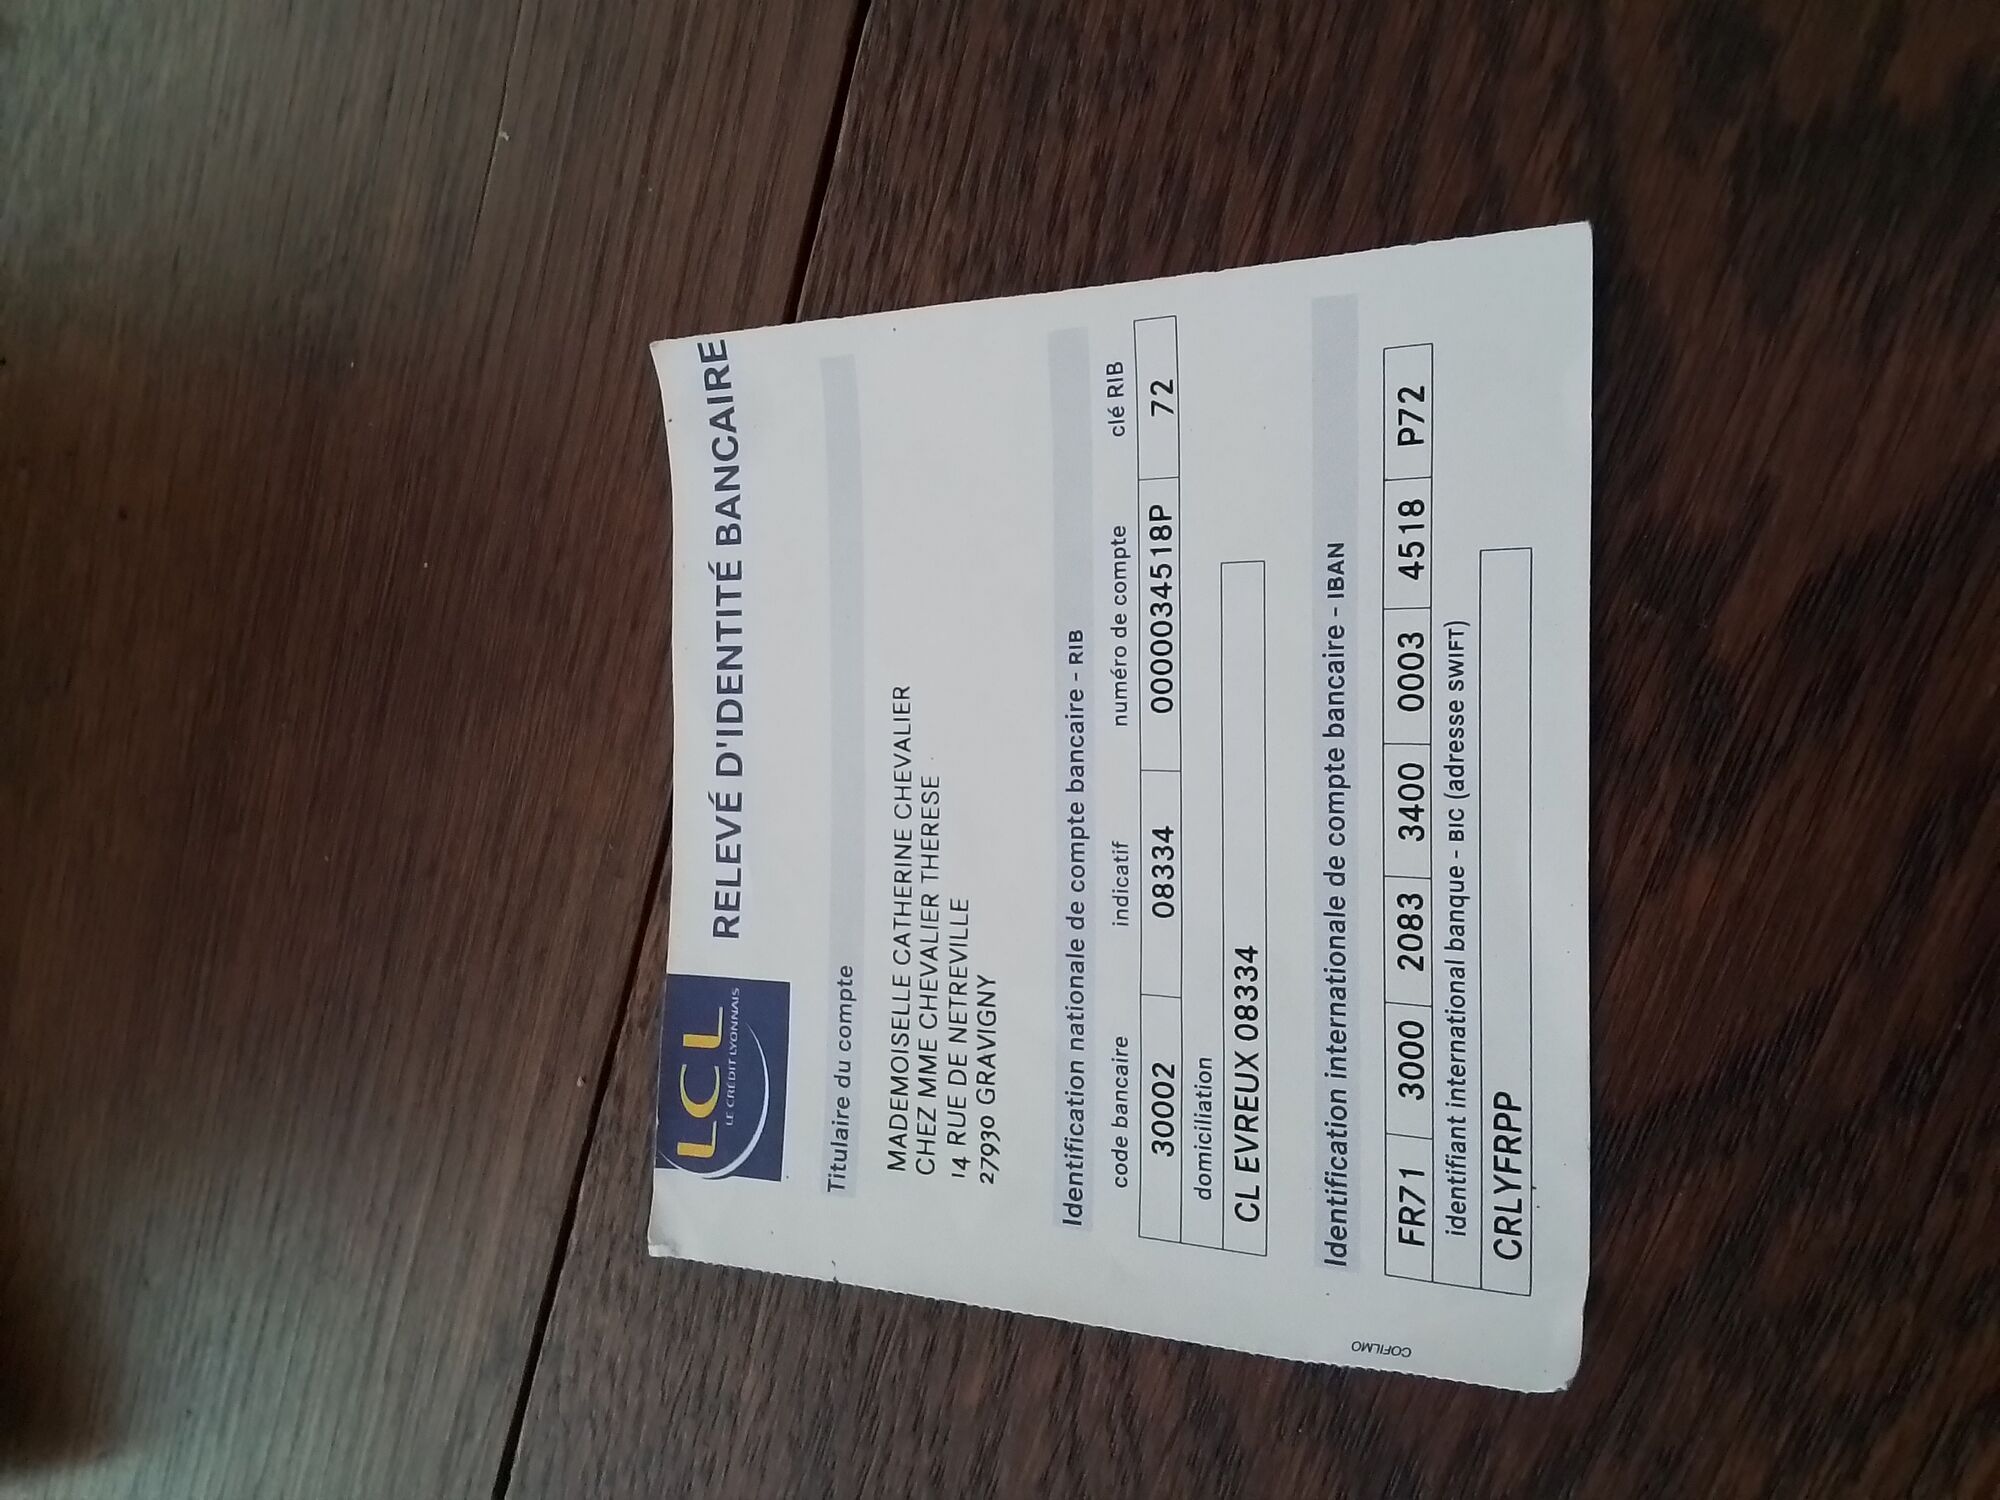 LCL
LE CRÉDIT LYONNAIS
RELEVÉ D'IDENTITÉ BANCAIRE
Titulaire du compte
MADEMOISELLE CATHERINE CHEVALIER
CHEZ MME CHEVALIER THERESE
14 RUE DE NETREVILLE
27930 GRAVIGNY
Identification nationale de compte bancaire - RIB
code bancaire indicatif numéro de compte clé RIB
30002 08334 0000034518P 72
domiciliation
CL EVREUX 08334
Identification internationale de compte bancaire - IBAN
FR71 3000 2083 3400 0003 4518 P72
identifiant international banque - BIC (adresse SWIFT)
CRLYFRPP
COFILMO